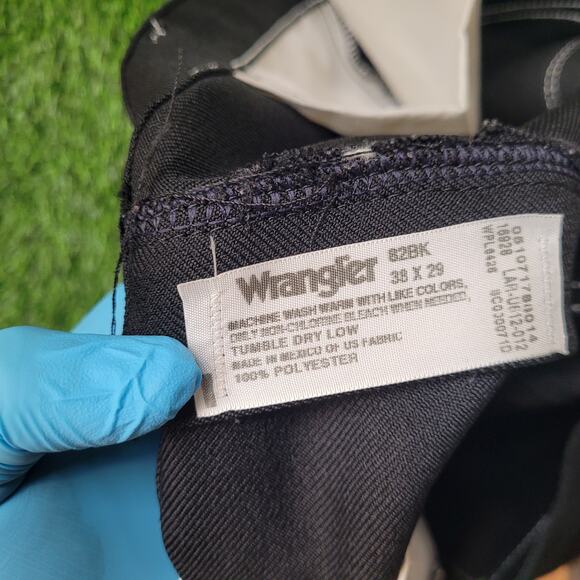 Wrangler 82BK
38 X 29
MACHINE WASH WARM WITH LIKE COLORS,
ONLY NON-CHLORINE BLEACH WHEN NEEDED,
TUMBLE DRY LOW
MADE IN MEXICO OF US FABRIC
100% POLYESTER